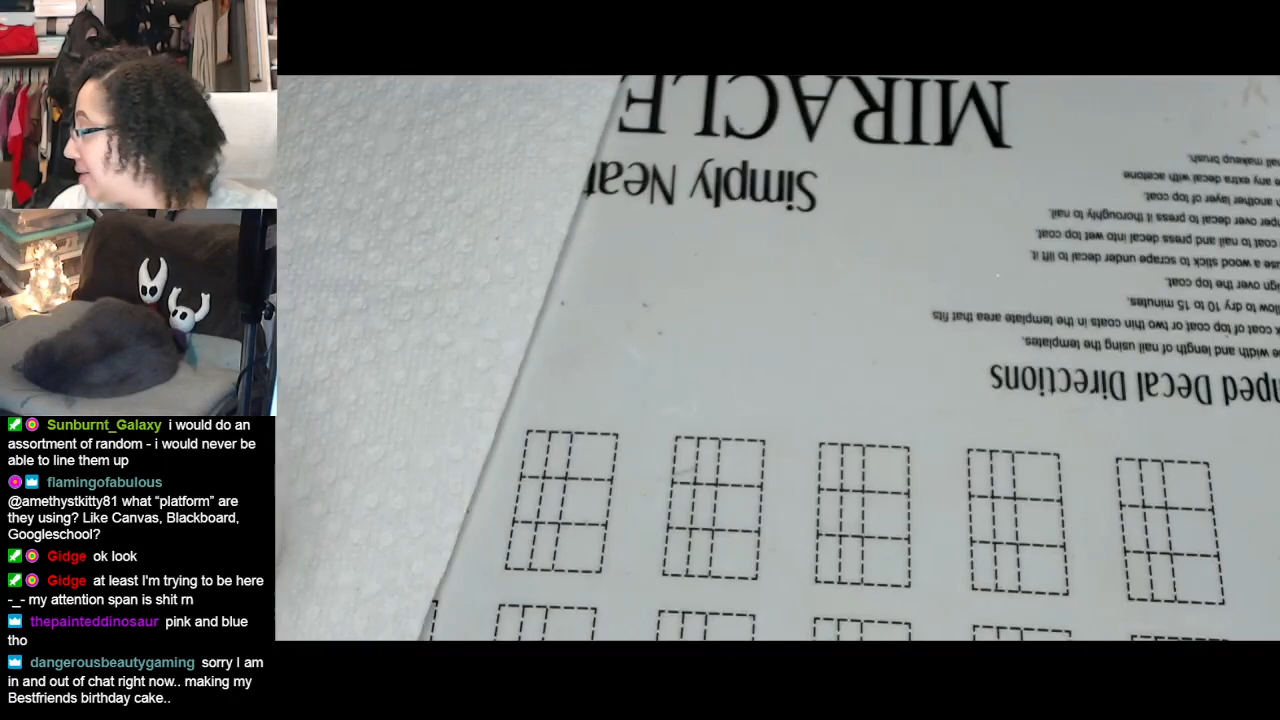 Sunburnt_Galaxy i would do an
assortment of random - i would never be
able to line them up
flamingofabulous
@amethystkitty81 what “platform” are
they using? Like Canvas, Blackboard,
Googleschool?
Gidge ok look
Gidge at least I'm trying to be here
-_- my attention span is shit rn
thepainteddinosaur pink and blue
tho
dangerousbeautygaming sorry I am
in and out of chat right now.. making my
Bestfriends birthday cake..
Decal Directions
width and length of nail using the templates.
coat of top coat or two thin coats in the template area that fits
to dry 10 to 15 minutes.
over the top coat.
use a wood stick to scrape under decal to lift it
coat to nail and press decal into wet top coat.
over decal to press it thoroughly to nail.
another layer of top coat.
any extra decal with acetone
makeup brush.
Simply Neat
MIRACLE